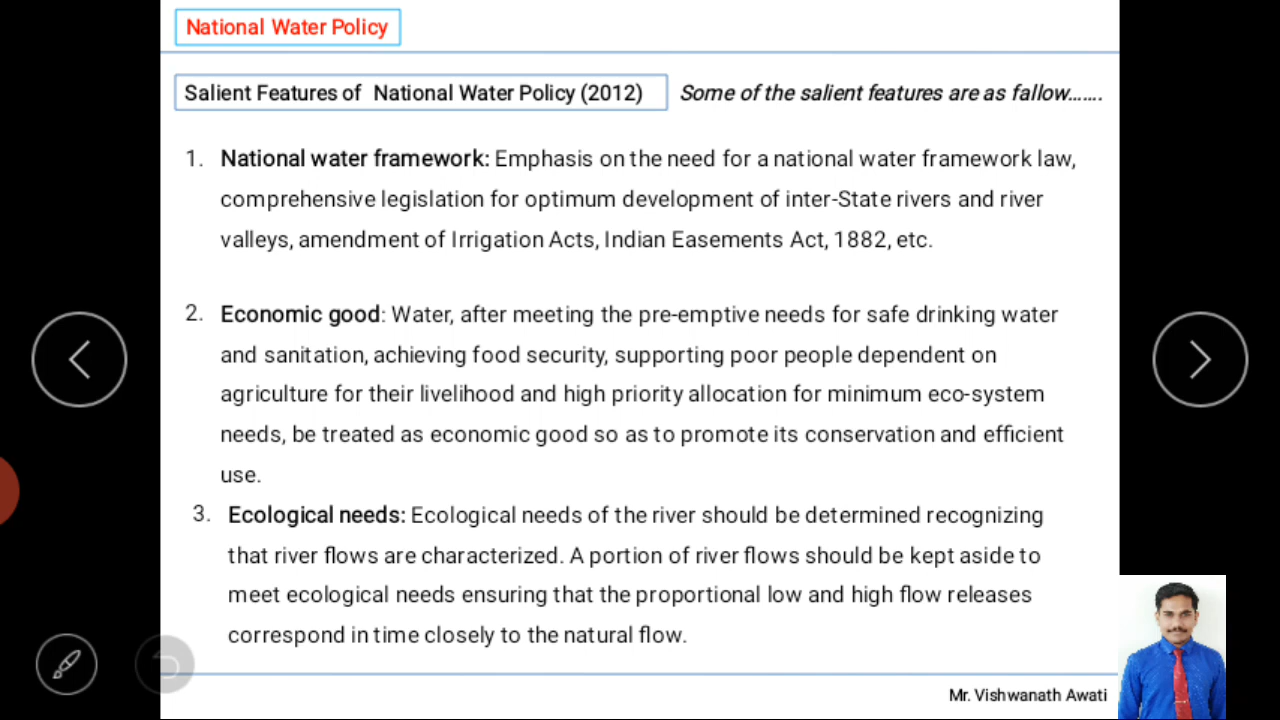 National Water Policy
Salient Features of National Water Policy (2012) Some of the salient features are as fallow.......
1. National water framework: Emphasis on the need for a national water framework law,
comprehensive legislation for optimum development of inter-State rivers and river
valleys, amendment of Irrigation Acts, Indian Easements Act, 1882, etc.
2. Economic good: Water, after meeting the pre-emptive needs for safe drinking water
and sanitation, achieving food security, supporting poor people dependent on
agriculture for their livelihood and high priority allocation for minimum eco-system
needs, be treated as economic good so as to promote its conservation and efficient
use.
3. Ecological needs: Ecological needs of the river should be determined recognizing
that river flows are characterized. A portion of river flows should be kept aside to
meet ecological needs ensuring that the proportional low and high flow releases
correspond in time closely to the natural flow.
Mr. Vishwanath Awati